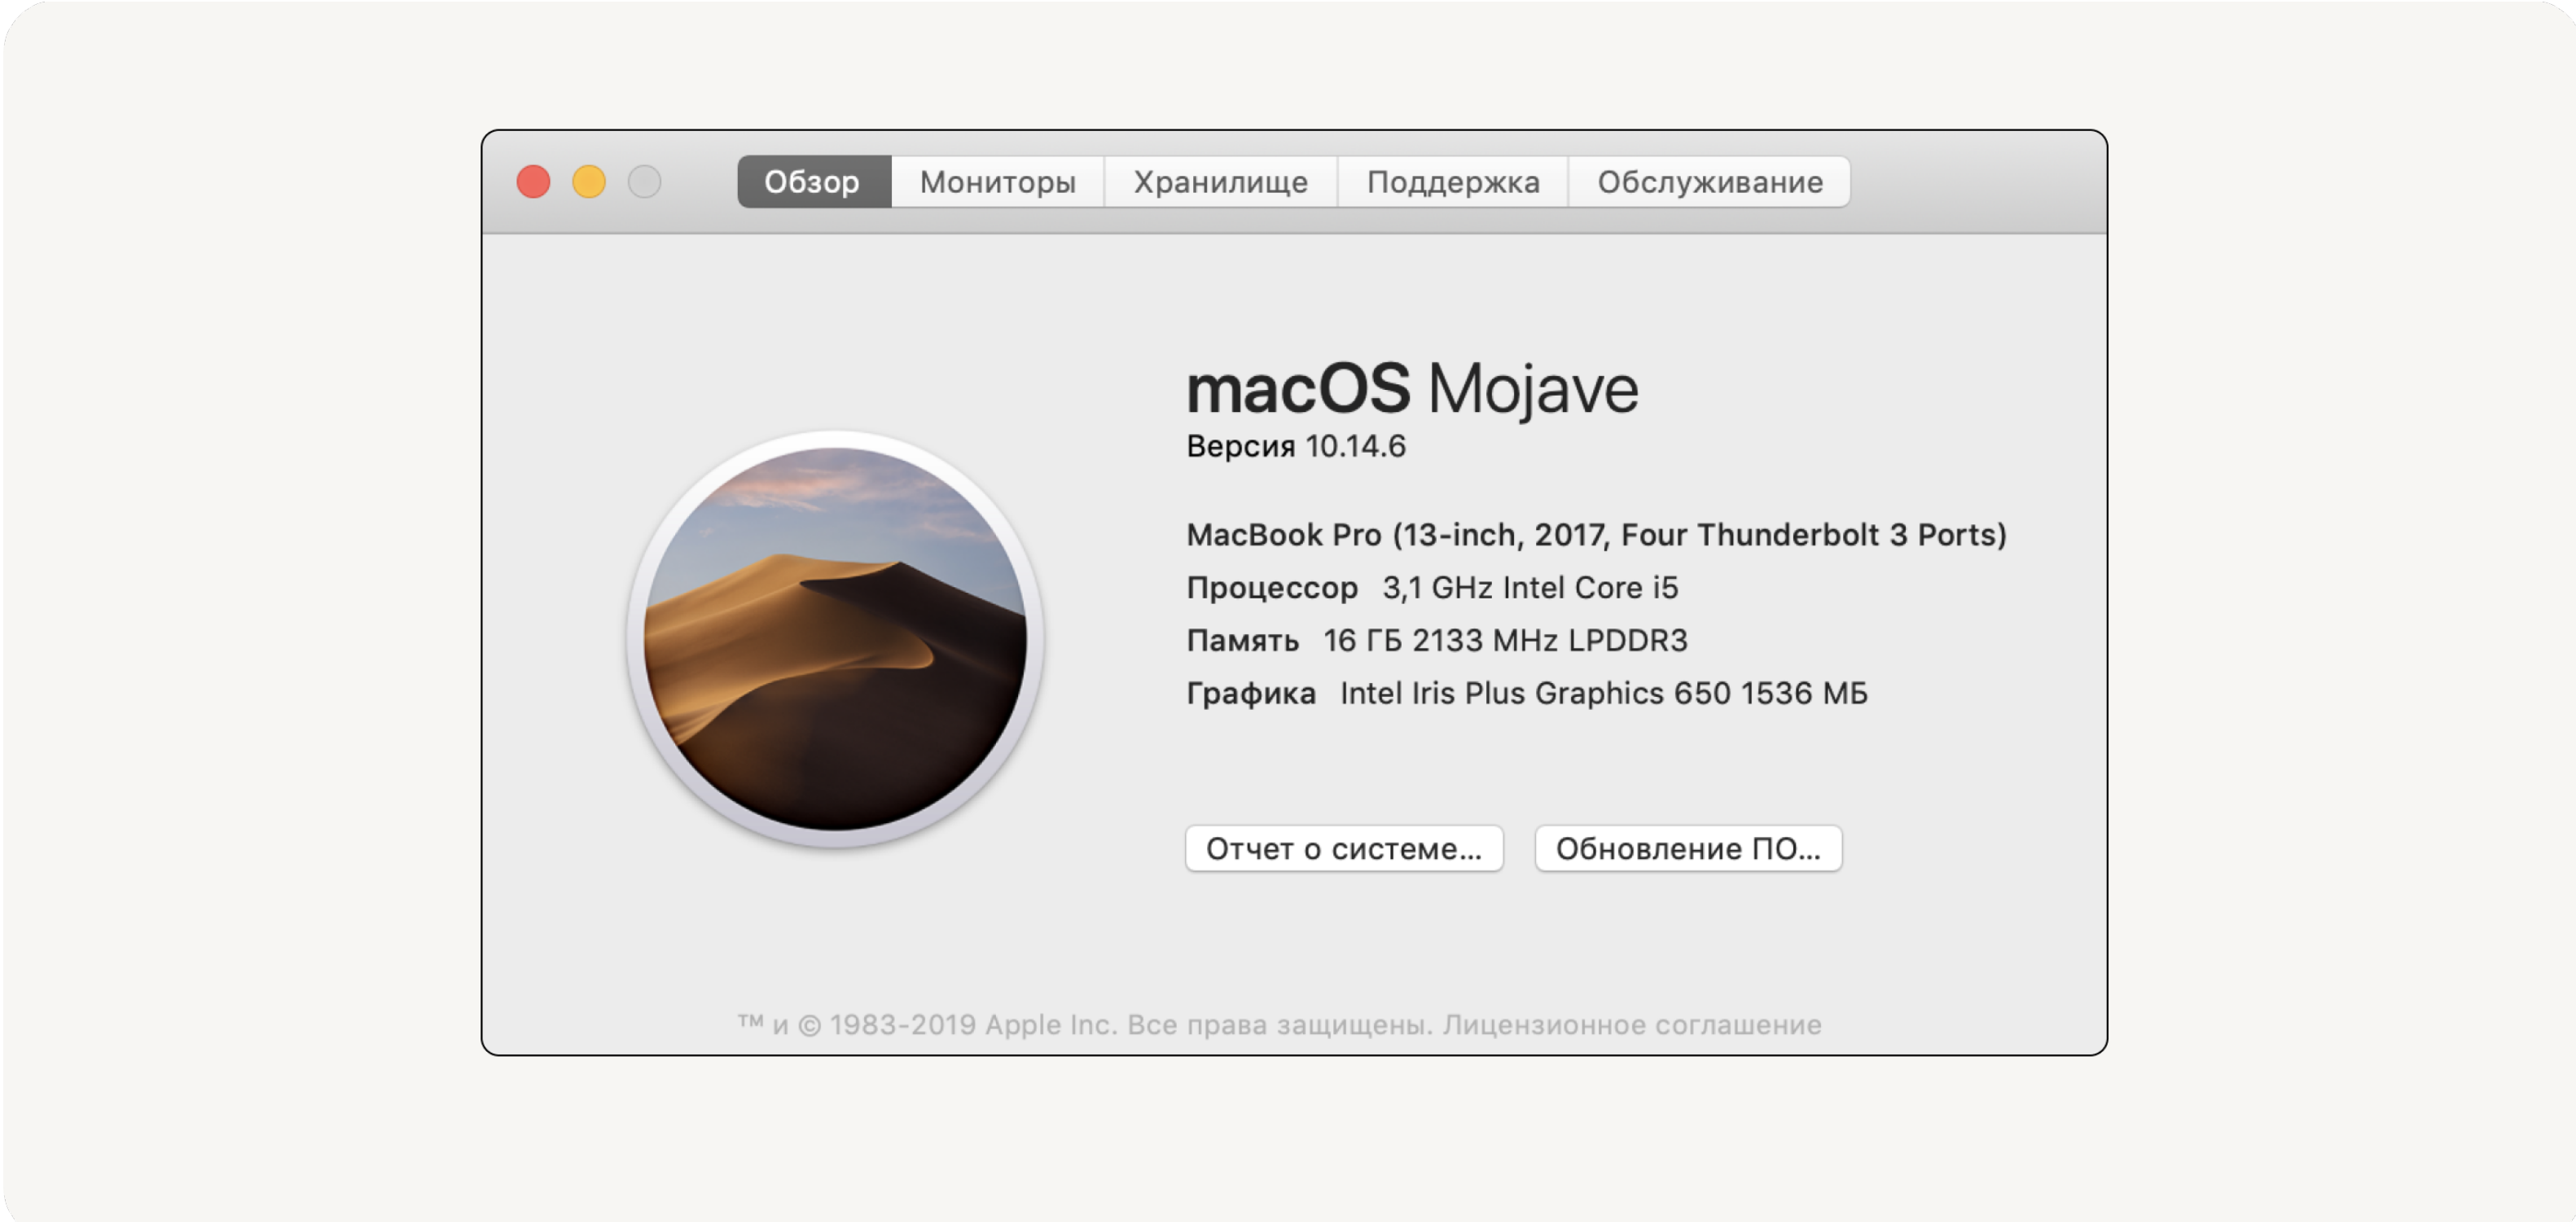 Обзор Мониторы Хранилище Поддержка Обслуживание
macOS Mojave
Версия 10.14.6
MacBook Pro (13-inch, 2017, Four Thunderbolt 3 Ports)
Процессор 3,1 GHz Intel Core i5
Память 16 ГБ 2133 MHz LPDDR3
Графика Intel Iris Plus Graphics 650 1536 МБ
Отчет о системе... Обновление ПО...
™ и © 1983-2019 Apple Inc. Все права защищены. Лицензионное соглашение